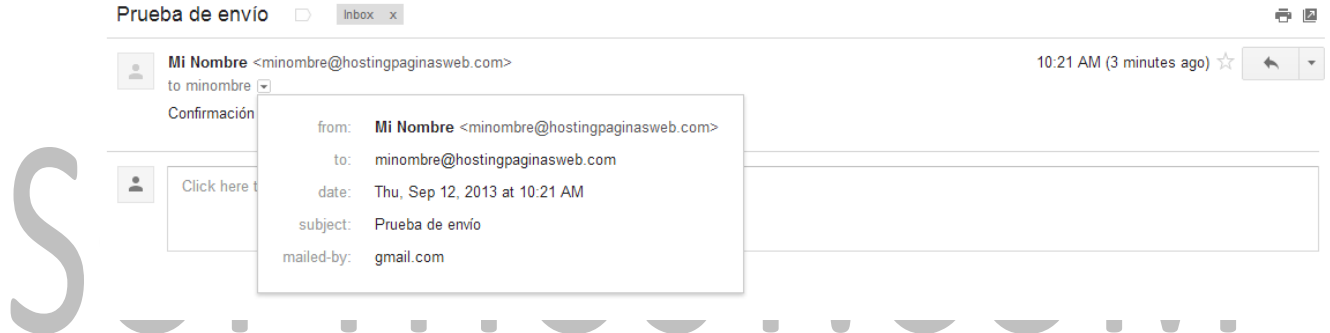 Prueba de envío Inbox x
Mi Nombre <minombre@hostingpaginasweb.com> 10:21 AM (3 minutes ago)
to minombre
Confirmación
from: Mi Nombre <minombre@hostingpaginasweb.com>
to: minombre@hostingpaginasweb.com
Click here t
date: Thu, Sep 12, 2013 at 10:21 AM
subject: Prueba de envío
mailed-by: gmail.com